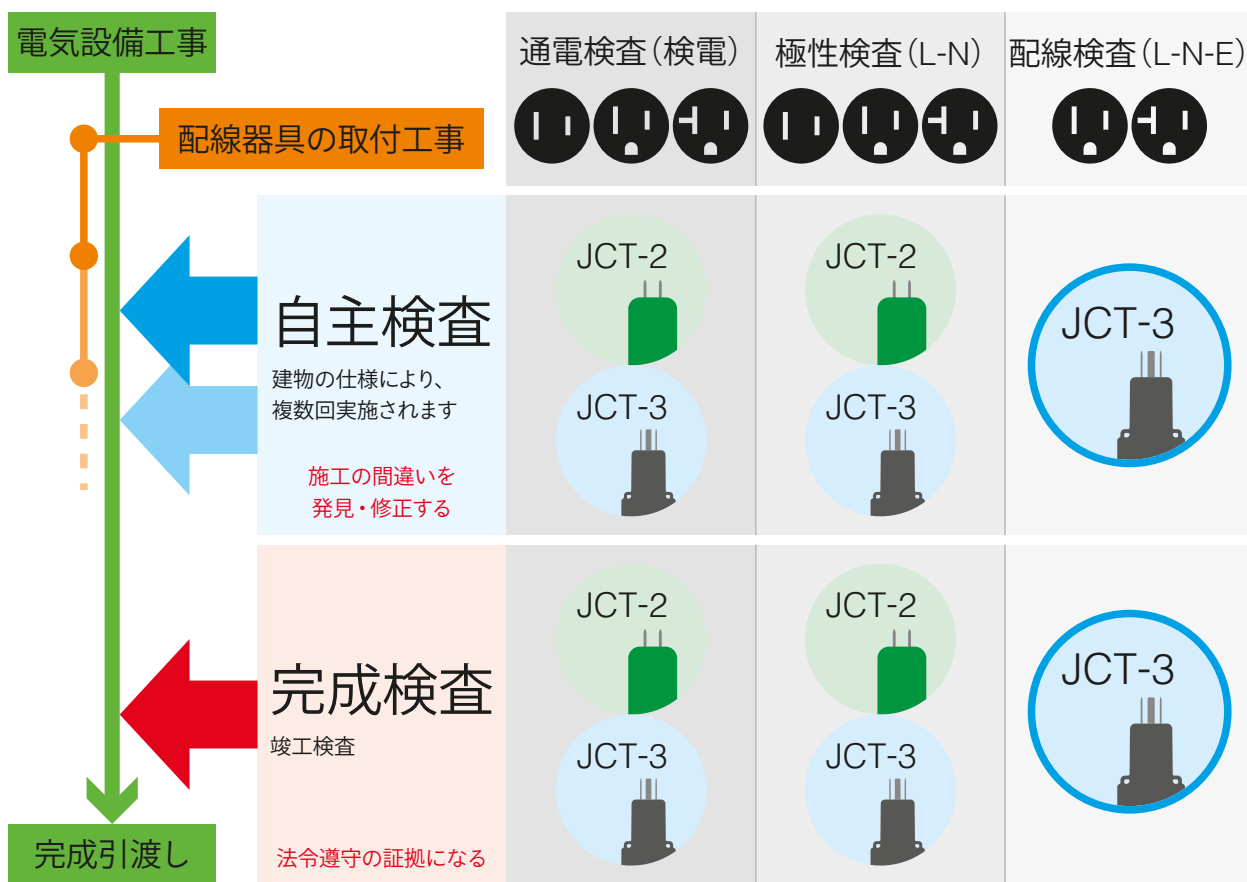 電気設備工事
通電検査（検電）
極性検査（L-N）
配線検査（L-N-E）
配線器具の取付工事
自主検査
建物の仕様により、
複数回実施されます
施工の間違いを
発見・修正する
JCT-2
JCT-3
JCT-2
JCT-3
JCT-3
完成検査
竣工検査
法令遵守の証拠になる
JCT-2
JCT-3
JCT-2
JCT-3
JCT-3
完成引渡し